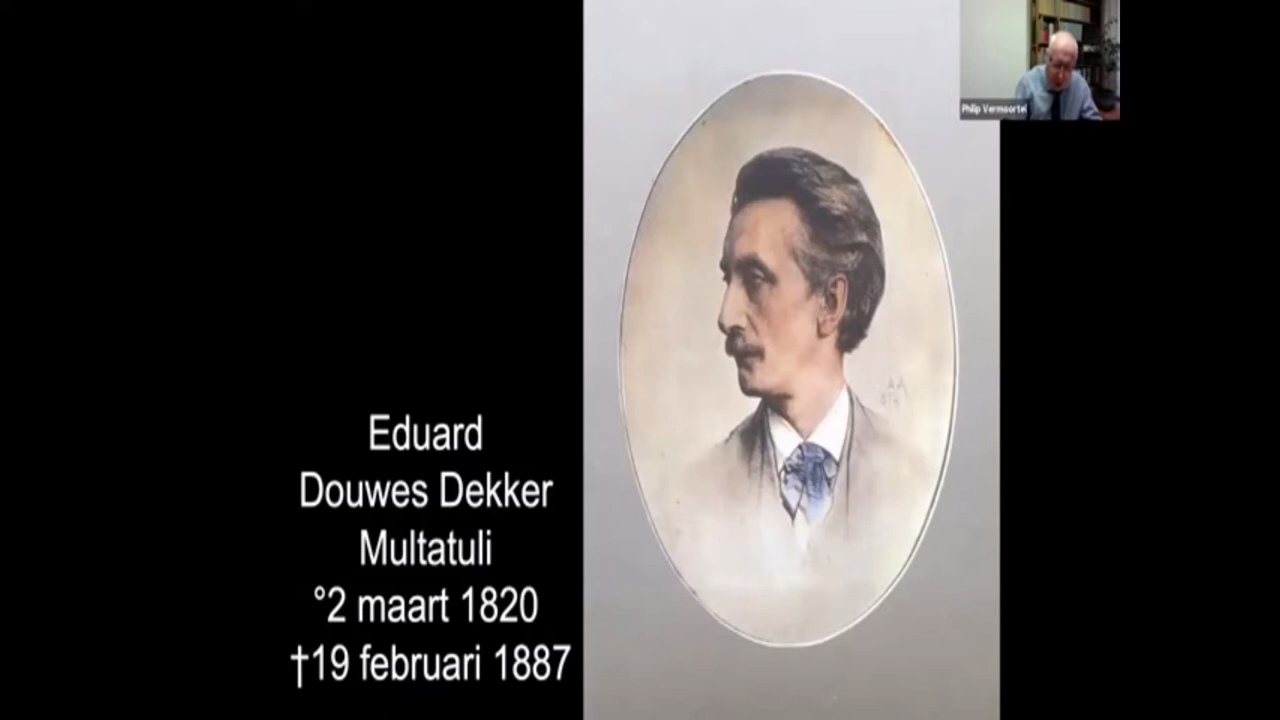 Philip Vermoortel
Eduard
Douwes Dekker
Multatuli
°2 maart 1820
†19 februari 1887